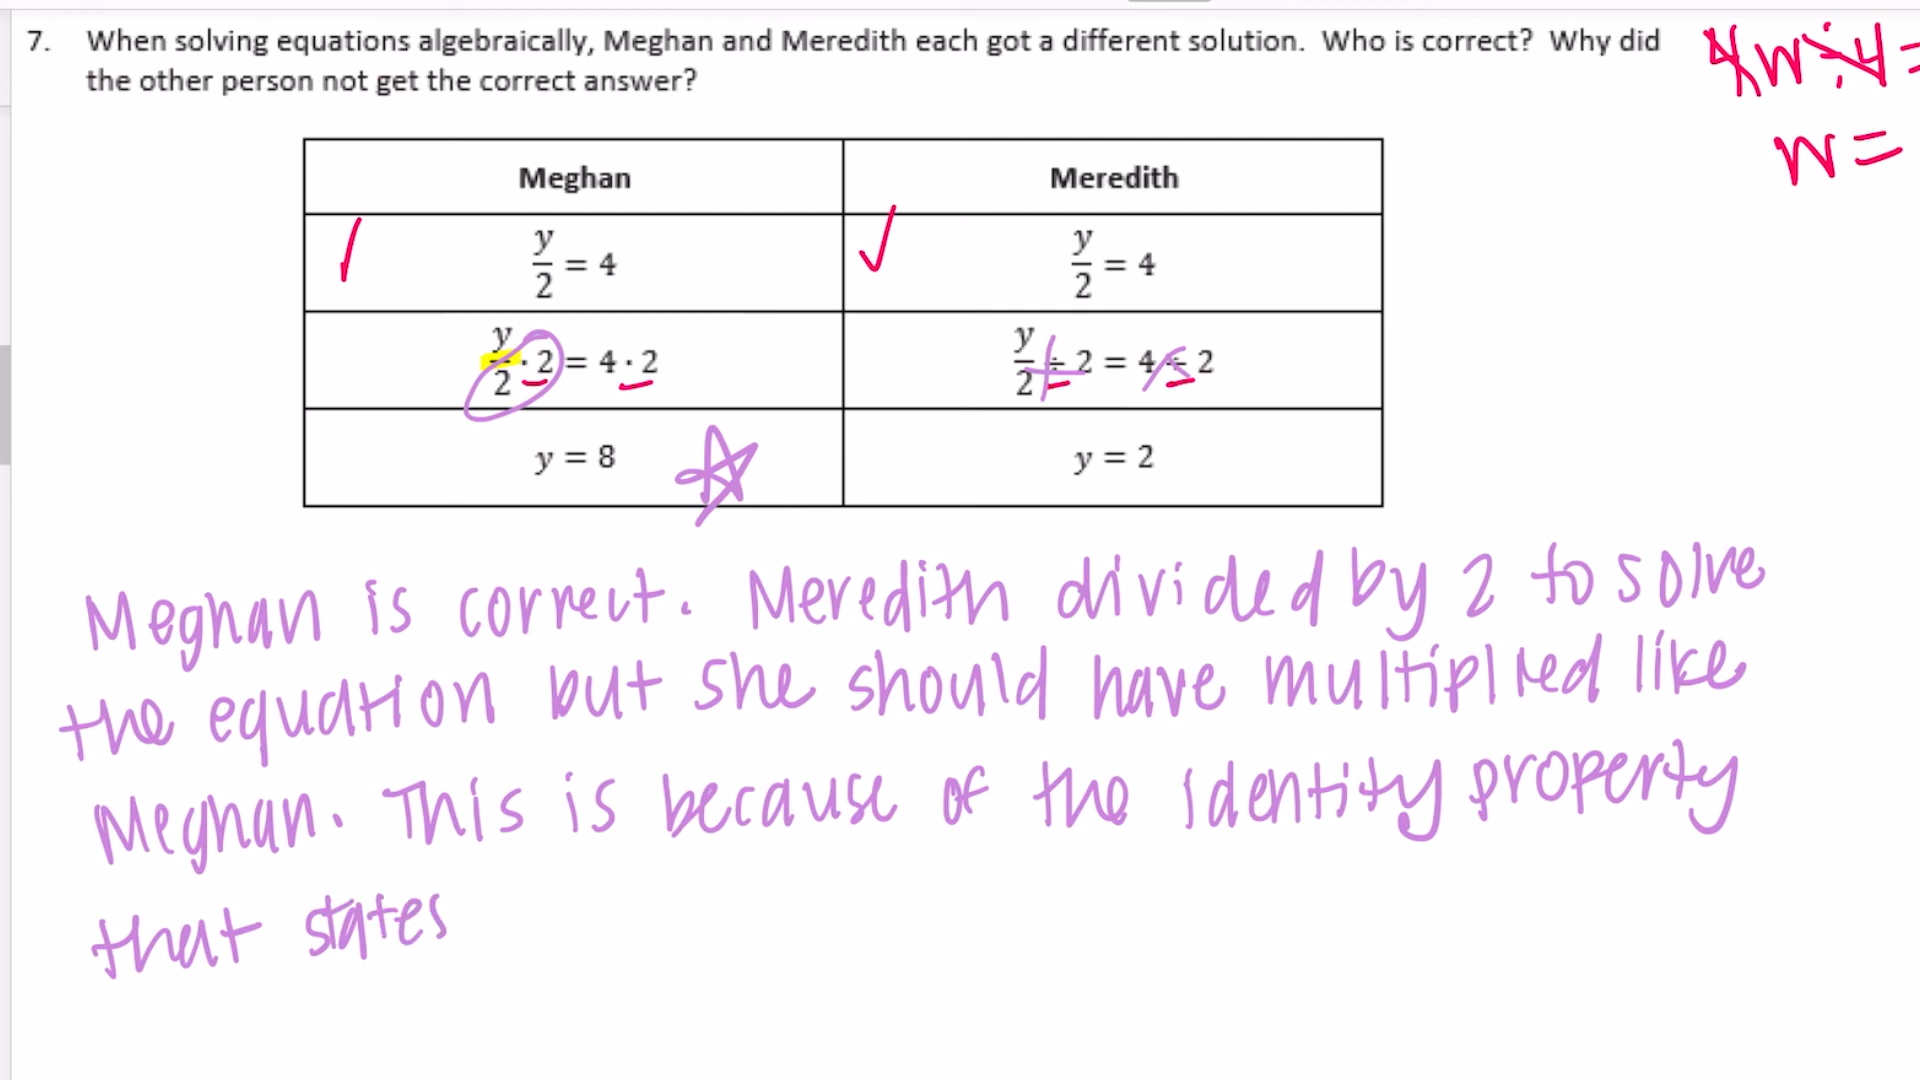 7. When solving equations algebraically, Meghan and Meredith each got a different solution. Who is correct? Why did
the other person not get the correct answer?
4w÷4=
w=
Meghan Meredith
y/2 = 4 y/2 = 4
y/2 · 2 = 4 · 2 y/2 ÷ 2 = 4 ÷ 2
y = 8 y = 2
Meghan is correct. Meredith divided by 2 to solve
the equation but she should have multiplied like
Meghan. This is because of the identity property
that states